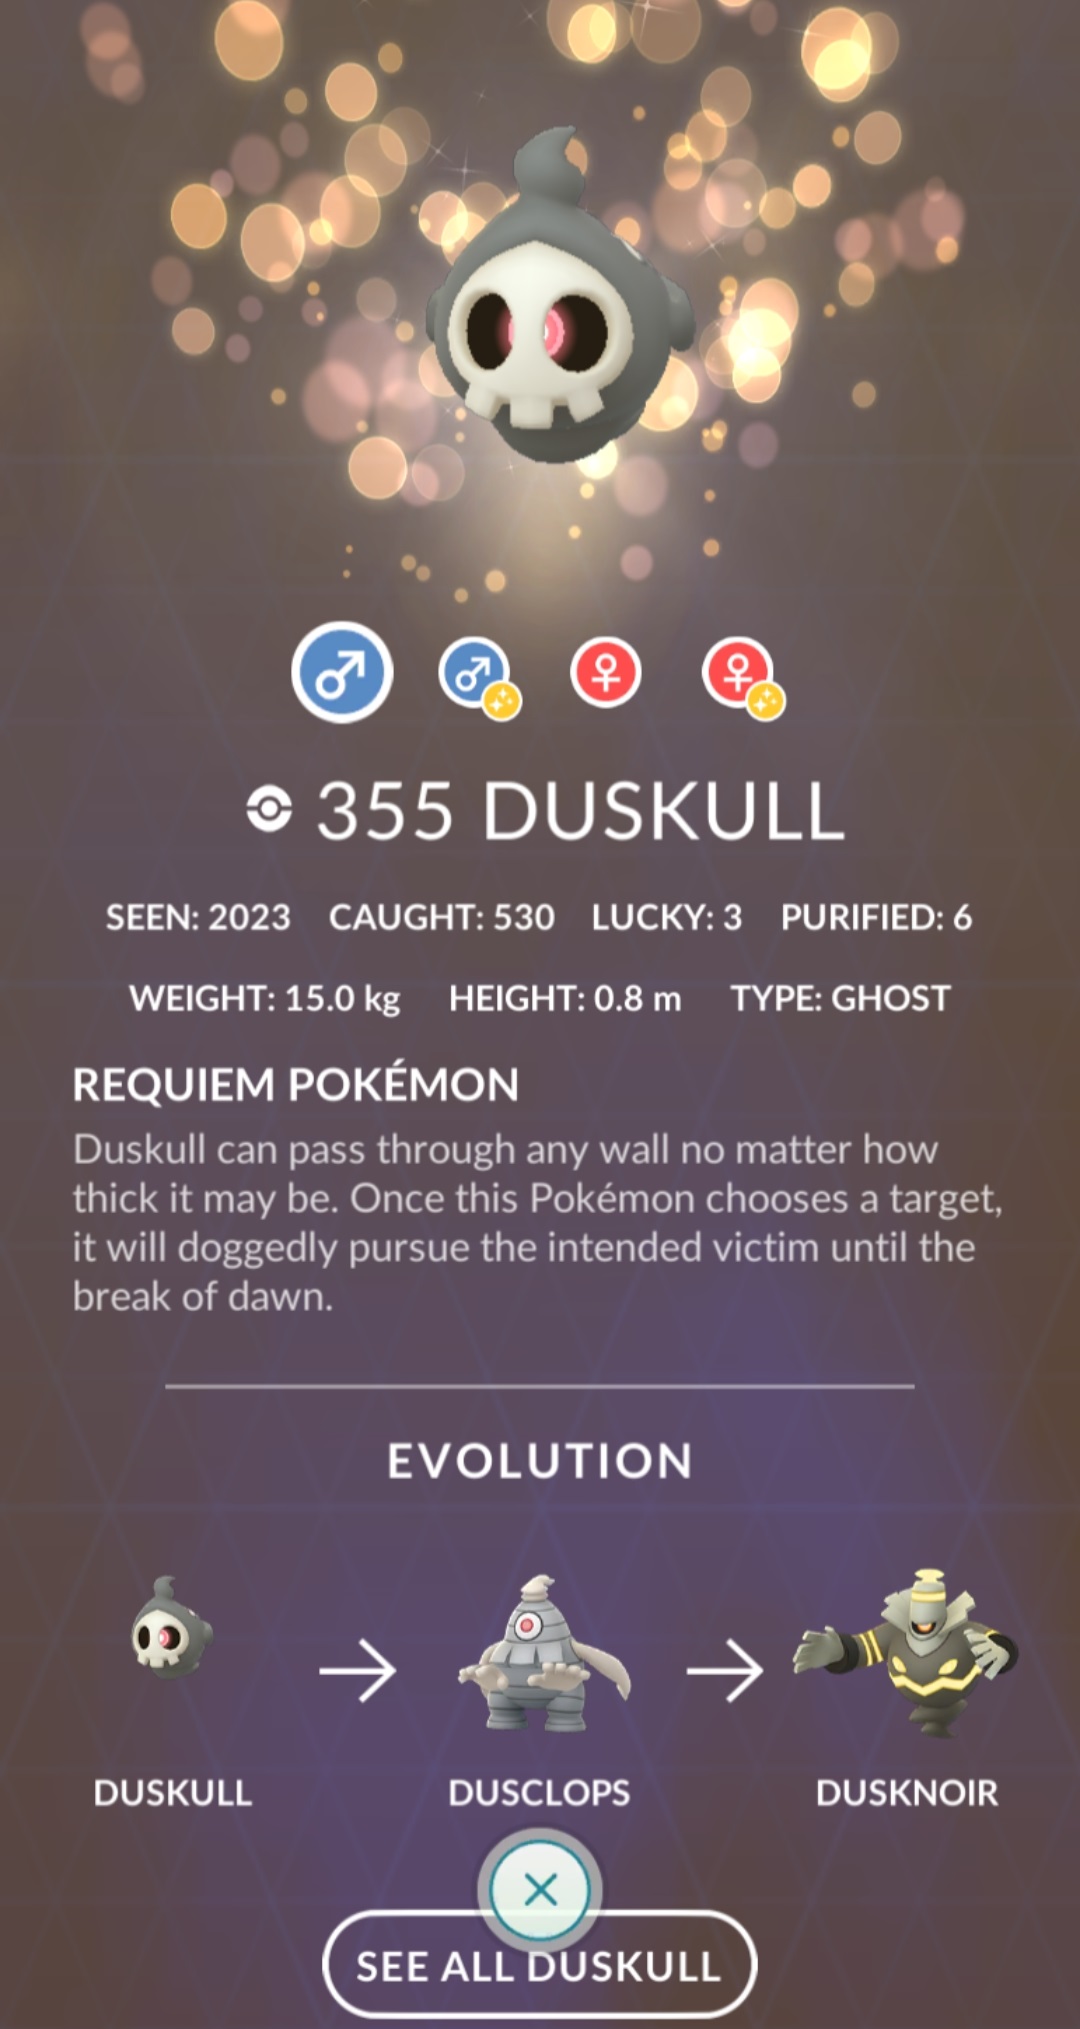 355 DUSKULL
SEEN: 2023 CAUGHT: 530 LUCKY: 3 PURIFIED: 6
WEIGHT: 15.0 kg HEIGHT: 0.8 m TYPE: GHOST
REQUIEM POKÉMON
Duskull can pass through any wall no matter how
thick it may be. Once this Pokémon chooses a target,
it will doggedly pursue the intended victim until the
break of dawn.
EVOLUTION
DUSKULL DUSCLOPS DUSKNOIR
SEE ALL DUSKULL